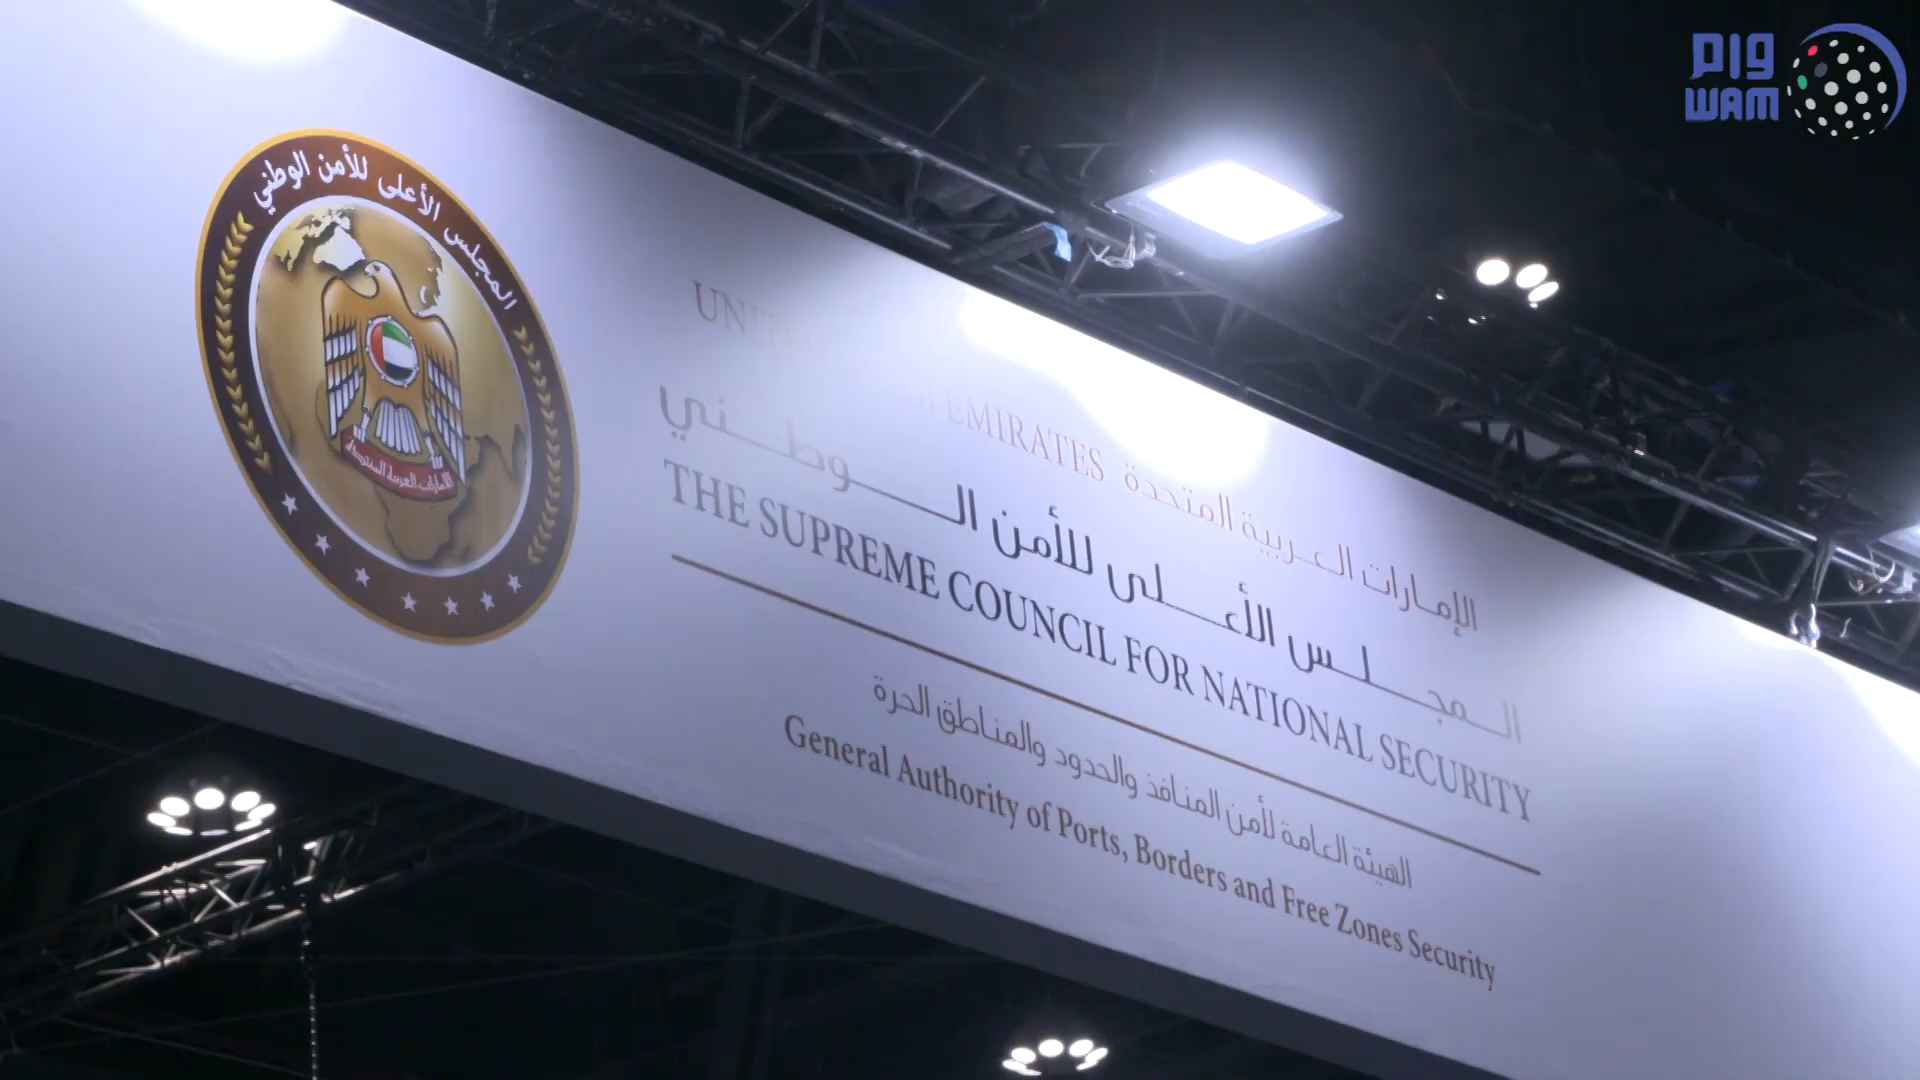 وام
WAM
المجلس الأعلى للأمن الوطني
الإمارات العربية المتحدة
EMIRATES الإمارات العربية المتحدة
المجلس الأعلى للأمن الوطني
THE SUPREME COUNCIL FOR NATIONAL SECURITY
الهيئة العامة لأمن المنافذ والحدود والمناطق الحرة
General Authority of Ports, Borders and Free Zones Security